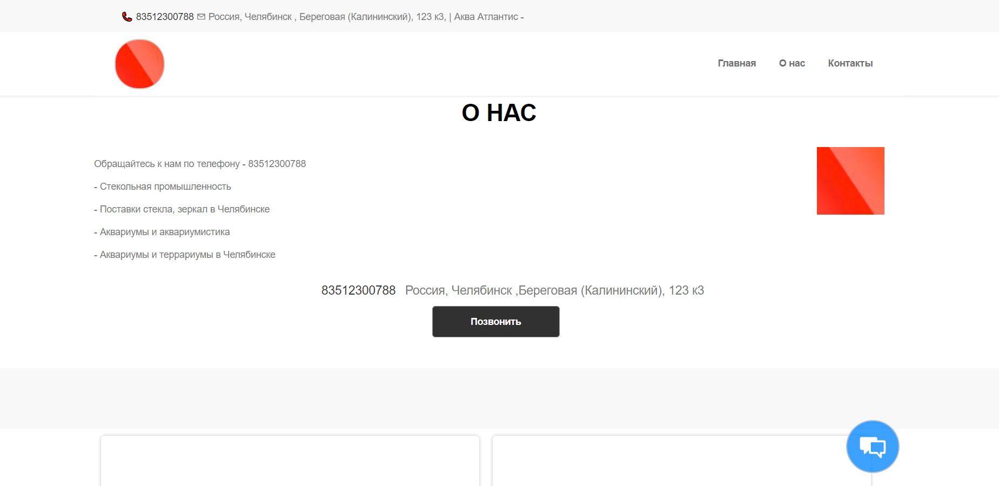 83512300788 Россия, Челябинск , Береговая (Калининский), 123 к3, | Аква Атлантис -
Главная О нас Контакты
О НАС
Обращайтесь к нам по телефону - 83512300788
- Стекольная промышленность
- Поставки стекла, зеркал в Челябинске
- Аквариумы и аквариумистика
- Аквариумы и террариумы в Челябинске
83512300788 Россия, Челябинск ,Береговая (Калининский), 123 к3
Позвонить